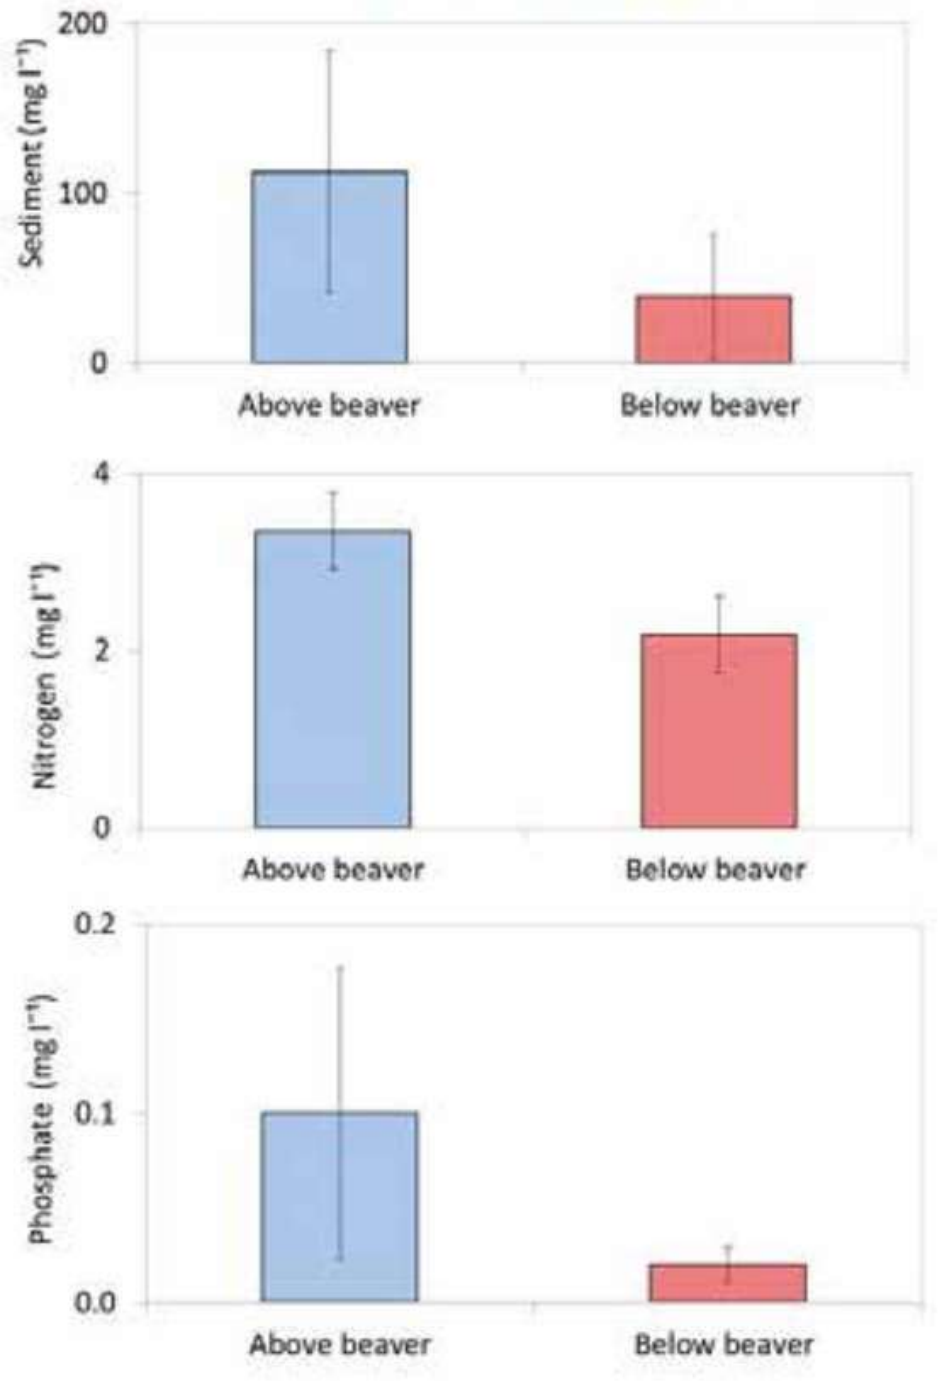 Sediment (mg l⁻¹)
200
100
0
Above beaver
Below beaver
Nitrogen (mg l⁻¹)
4
2
0
Above beaver
Below beaver
Phosphate (mg l⁻¹)
0.2
0.1
0.0
Above beaver
Below beaver